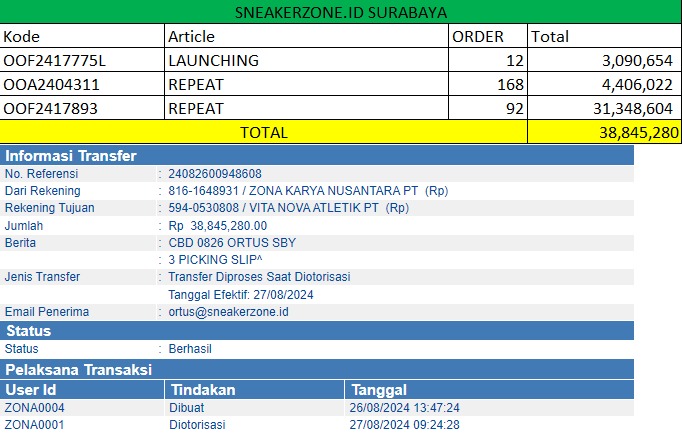 SNEAKERZONE.ID SURABAYA
Kode Article ORDER Total
OOF2417775L LAUNCHING 12 3,090,654
OOA2404311 REPEAT 168 4,406,022
OOF2417893 REPEAT 92 31,348,604
TOTAL 38,845,280
Informasi Transfer
No. Referensi : 24082600948608
Dari Rekening : 816-1648931 / ZONA KARYA NUSANTARA PT (Rp)
Rekening Tujuan : 594-0530808 / VITA NOVA ATLETIK PT (Rp)
Jumlah : Rp 38,845,280.00
Berita : CBD 0826 ORTUS SBY
: 3 PICKING SLIP^
Jenis Transfer : Transfer Diproses Saat Diotorisasi
Tanggal Efektif: 27/08/2024
Email Penerima : ortus@sneakerzone.id
Status
Status : Berhasil
Pelaksana Transaksi
User Id Tindakan Tanggal
ZONA0004 Dibuat 26/08/2024 13:47:24
ZONA0001 Diotorisasi 27/08/2024 09:24:28